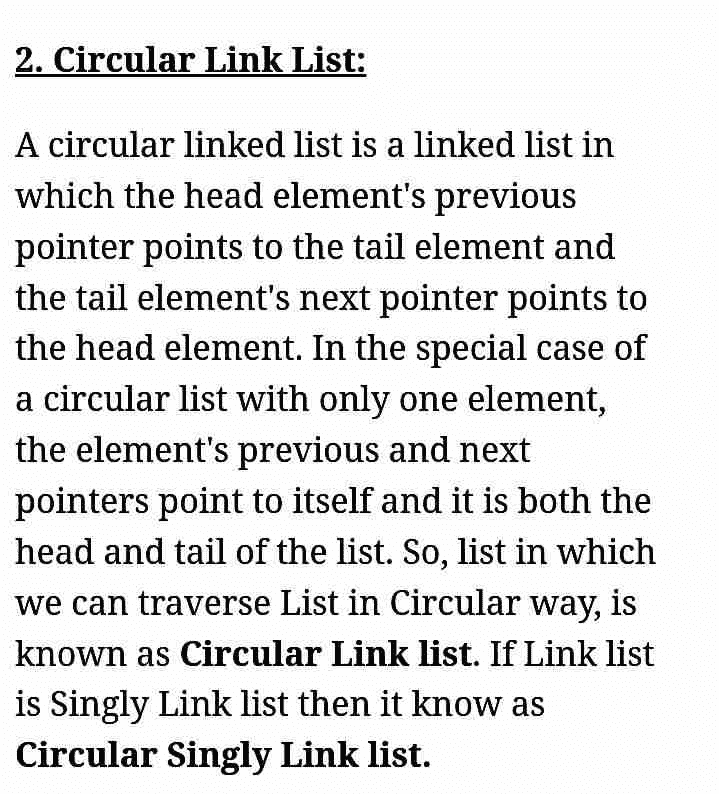 2. Circular Link List:
A circular linked list is a linked list in
which the head element's previous
pointer points to the tail element and
the tail element's next pointer points to
the head element. In the special case of
a circular list with only one element,
the element's previous and next
pointers point to itself and it is both the
head and tail of the list. So, list in which
we can traverse List in Circular way, is
known as Circular Link list. If Link list
is Singly Link list then it know as
Circular Singly Link list.